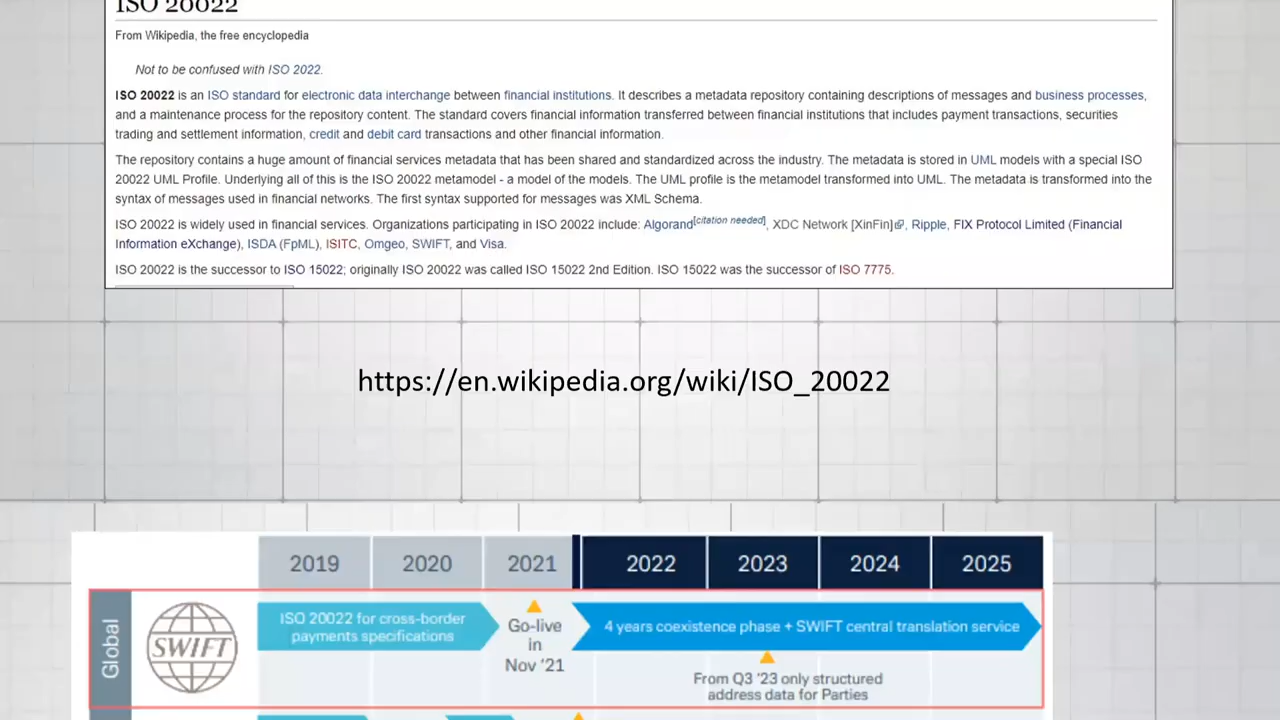 ISO 20022
From Wikipedia, the free encyclopedia
Not to be confused with ISO 2022.
ISO 20022 is an ISO standard for electronic data interchange between financial institutions. It describes a metadata repository containing descriptions of messages and business processes,
and a maintenance process for the repository content. The standard covers financial information transferred between financial institutions that includes payment transactions, securities
trading and settlement information, credit and debit card transactions and other financial information.
The repository contains a huge amount of financial services metadata that has been shared and standardized across the industry. The metadata is stored in UML models with a special ISO
20022 UML Profile. Underlying all of this is the ISO 20022 metamodel - a model of the models. The UML profile is the metamodel transformed into UML. The metadata is transformed into the
syntax of messages used in financial networks. The first syntax supported for messages was XML Schema.
ISO 20022 is widely used in financial services. Organizations participating in ISO 20022 include: Algorand[citation needed], XDC Network [XinFin], Ripple, FIX Protocol Limited (Financial
Information eXchange), ISDA (FpML), ISITC, Omgeo, SWIFT, and Visa.
ISO 20022 is the successor to ISO 15022; originally ISO 20022 was called ISO 15022 2nd Edition. ISO 15022 was the successor of ISO 7775.
https://en.wikipedia.org/wiki/ISO_20022
2019 2020 2021 2022 2023 2024 2025
Global
SWIFT
ISO 20022 for cross-border
payments specifications
Go-live
in
Nov '21
4 years coexistence phase + SWIFT central translation service
From Q3 '23 only structured
address data for Parties